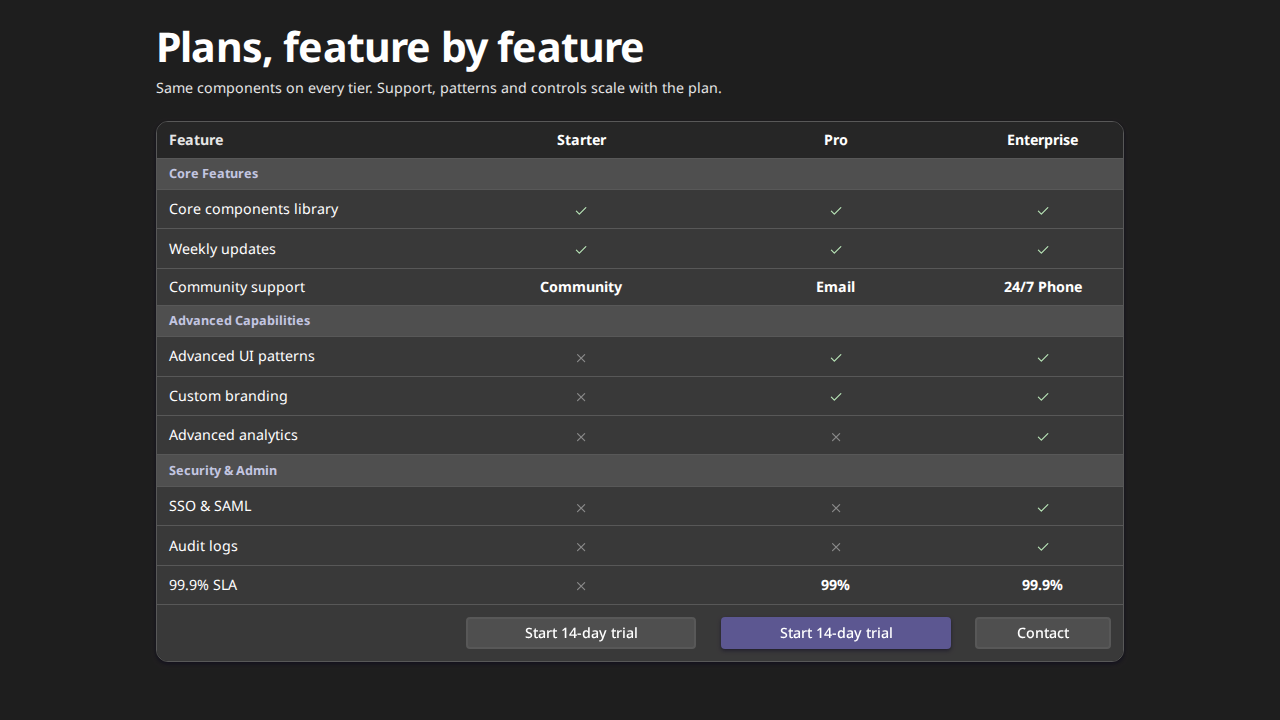 Plans, feature by feature
Same components on every tier. Support, patterns and controls scale with the plan.
Feature Starter Pro Enterprise
Core Features
Core components library ✓ ✓ ✓
Weekly updates ✓ ✓ ✓
Community support Community Email 24/7 Phone
Advanced Capabilities
Advanced UI patterns ✕ ✓ ✓
Custom branding ✕ ✓ ✓
Advanced analytics ✕ ✕ ✓
Security & Admin
SSO & SAML ✕ ✕ ✓
Audit logs ✕ ✕ ✓
99.9% SLA ✕ 99% 99.9%
Start 14-day trial Start 14-day trial Contact